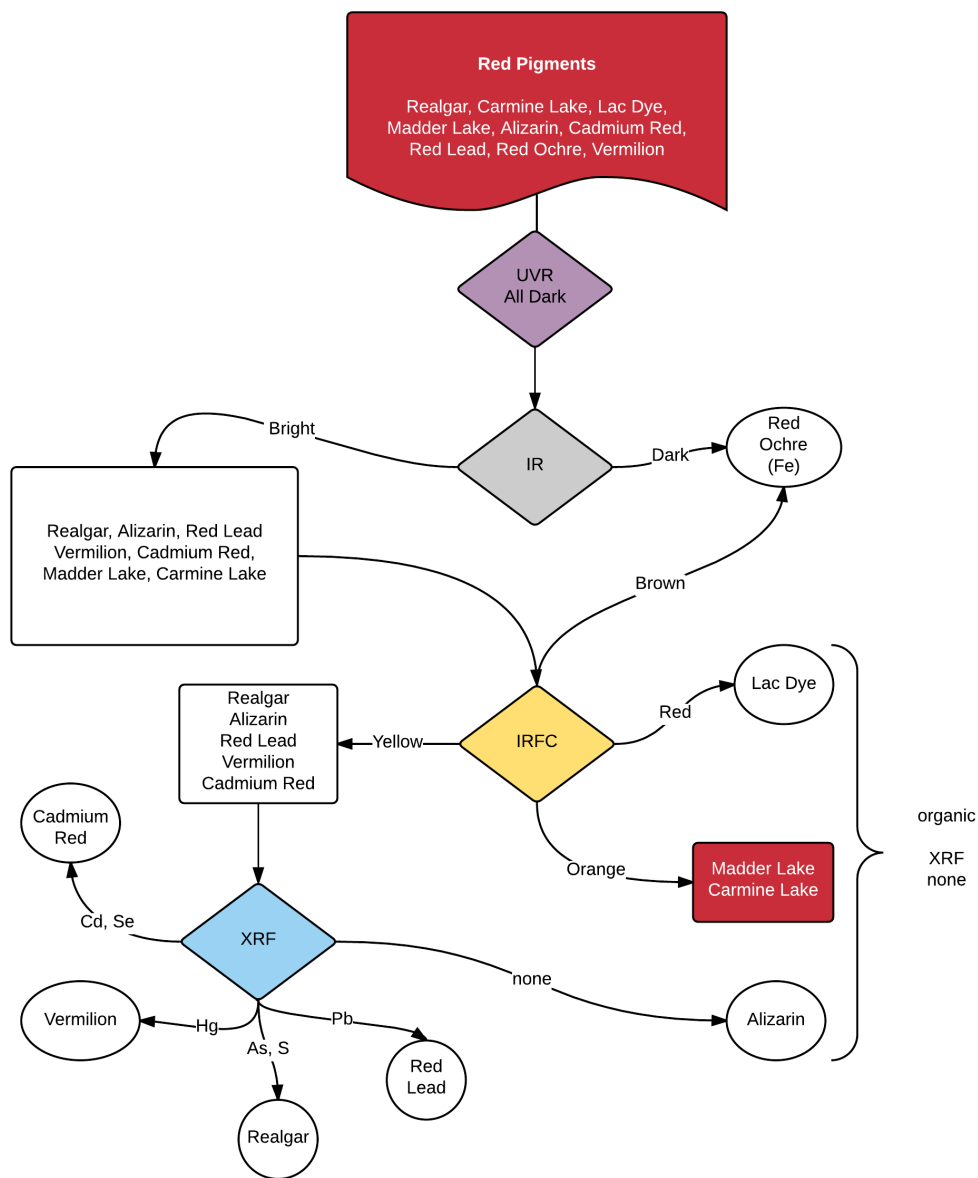 Red Pigments
Realgar, Carmine Lake, Lac Dye,
Madder Lake, Alizarin, Cadmium Red,
Red Lead, Red Ochre, Vermilion
UVR
All Dark
Bright
IR
Dark
Red
Ochre
(Fe)
Realgar, Alizarin, Red Lead
Vermilion, Cadmium Red,
Madder Lake, Carmine Lake
Brown
Realgar
Alizarin
Red Lead
Vermilion
Cadmium Red
Yellow
IRFC
Red
Lac Dye
Orange
Madder Lake
Carmine Lake
organic
XRF
none
Cadmium
Red
Cd, Se
XRF
none
Alizarin
Vermilion
Hg
As, S
Pb
Red
Lead
Realgar